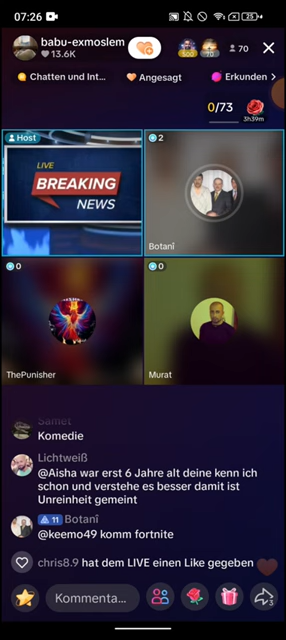 07:26
25
babu-exmoslem
13.6K
500
70
70
Chatten und Int...
Angesagt
Erkunden
0/73
3h39m
Host
LIVE
BREAKING
NEWS
2
Botanî
0
ThePunisher
0
Murat
Samet
Komedie
Lichtweiß
@Aisha war erst 6 Jahre alt deine kenn ich
schon und verstehe es besser damit ist
Unreinheit gemeint
11 Botanî
@keemo49 komm fortnite
chris8.9 hat dem LIVE einen Like gegeben
Kommenta...
3